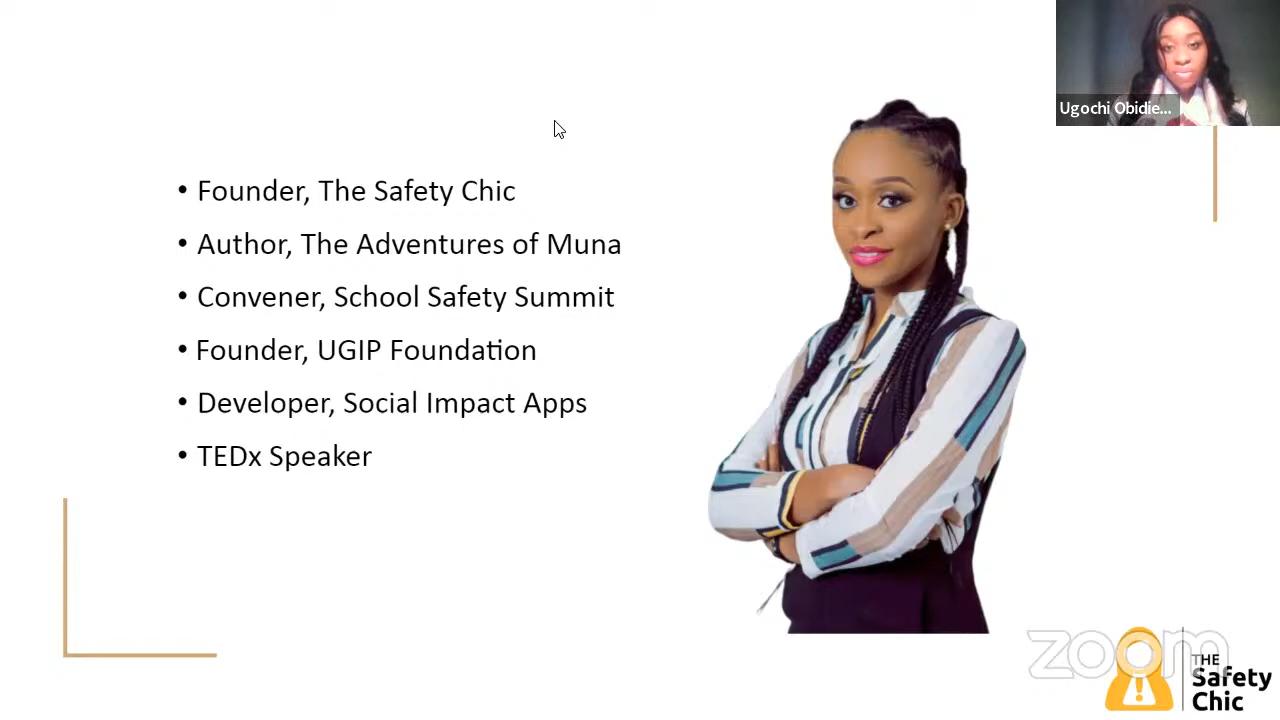 Ugochi Obidie...
• Founder, The Safety Chic
• Author, The Adventures of Muna
• Convener, School Safety Summit
• Founder, UGIP Foundation
• Developer, Social Impact Apps
• TEDx Speaker
zoom
THE
Safety
Chic